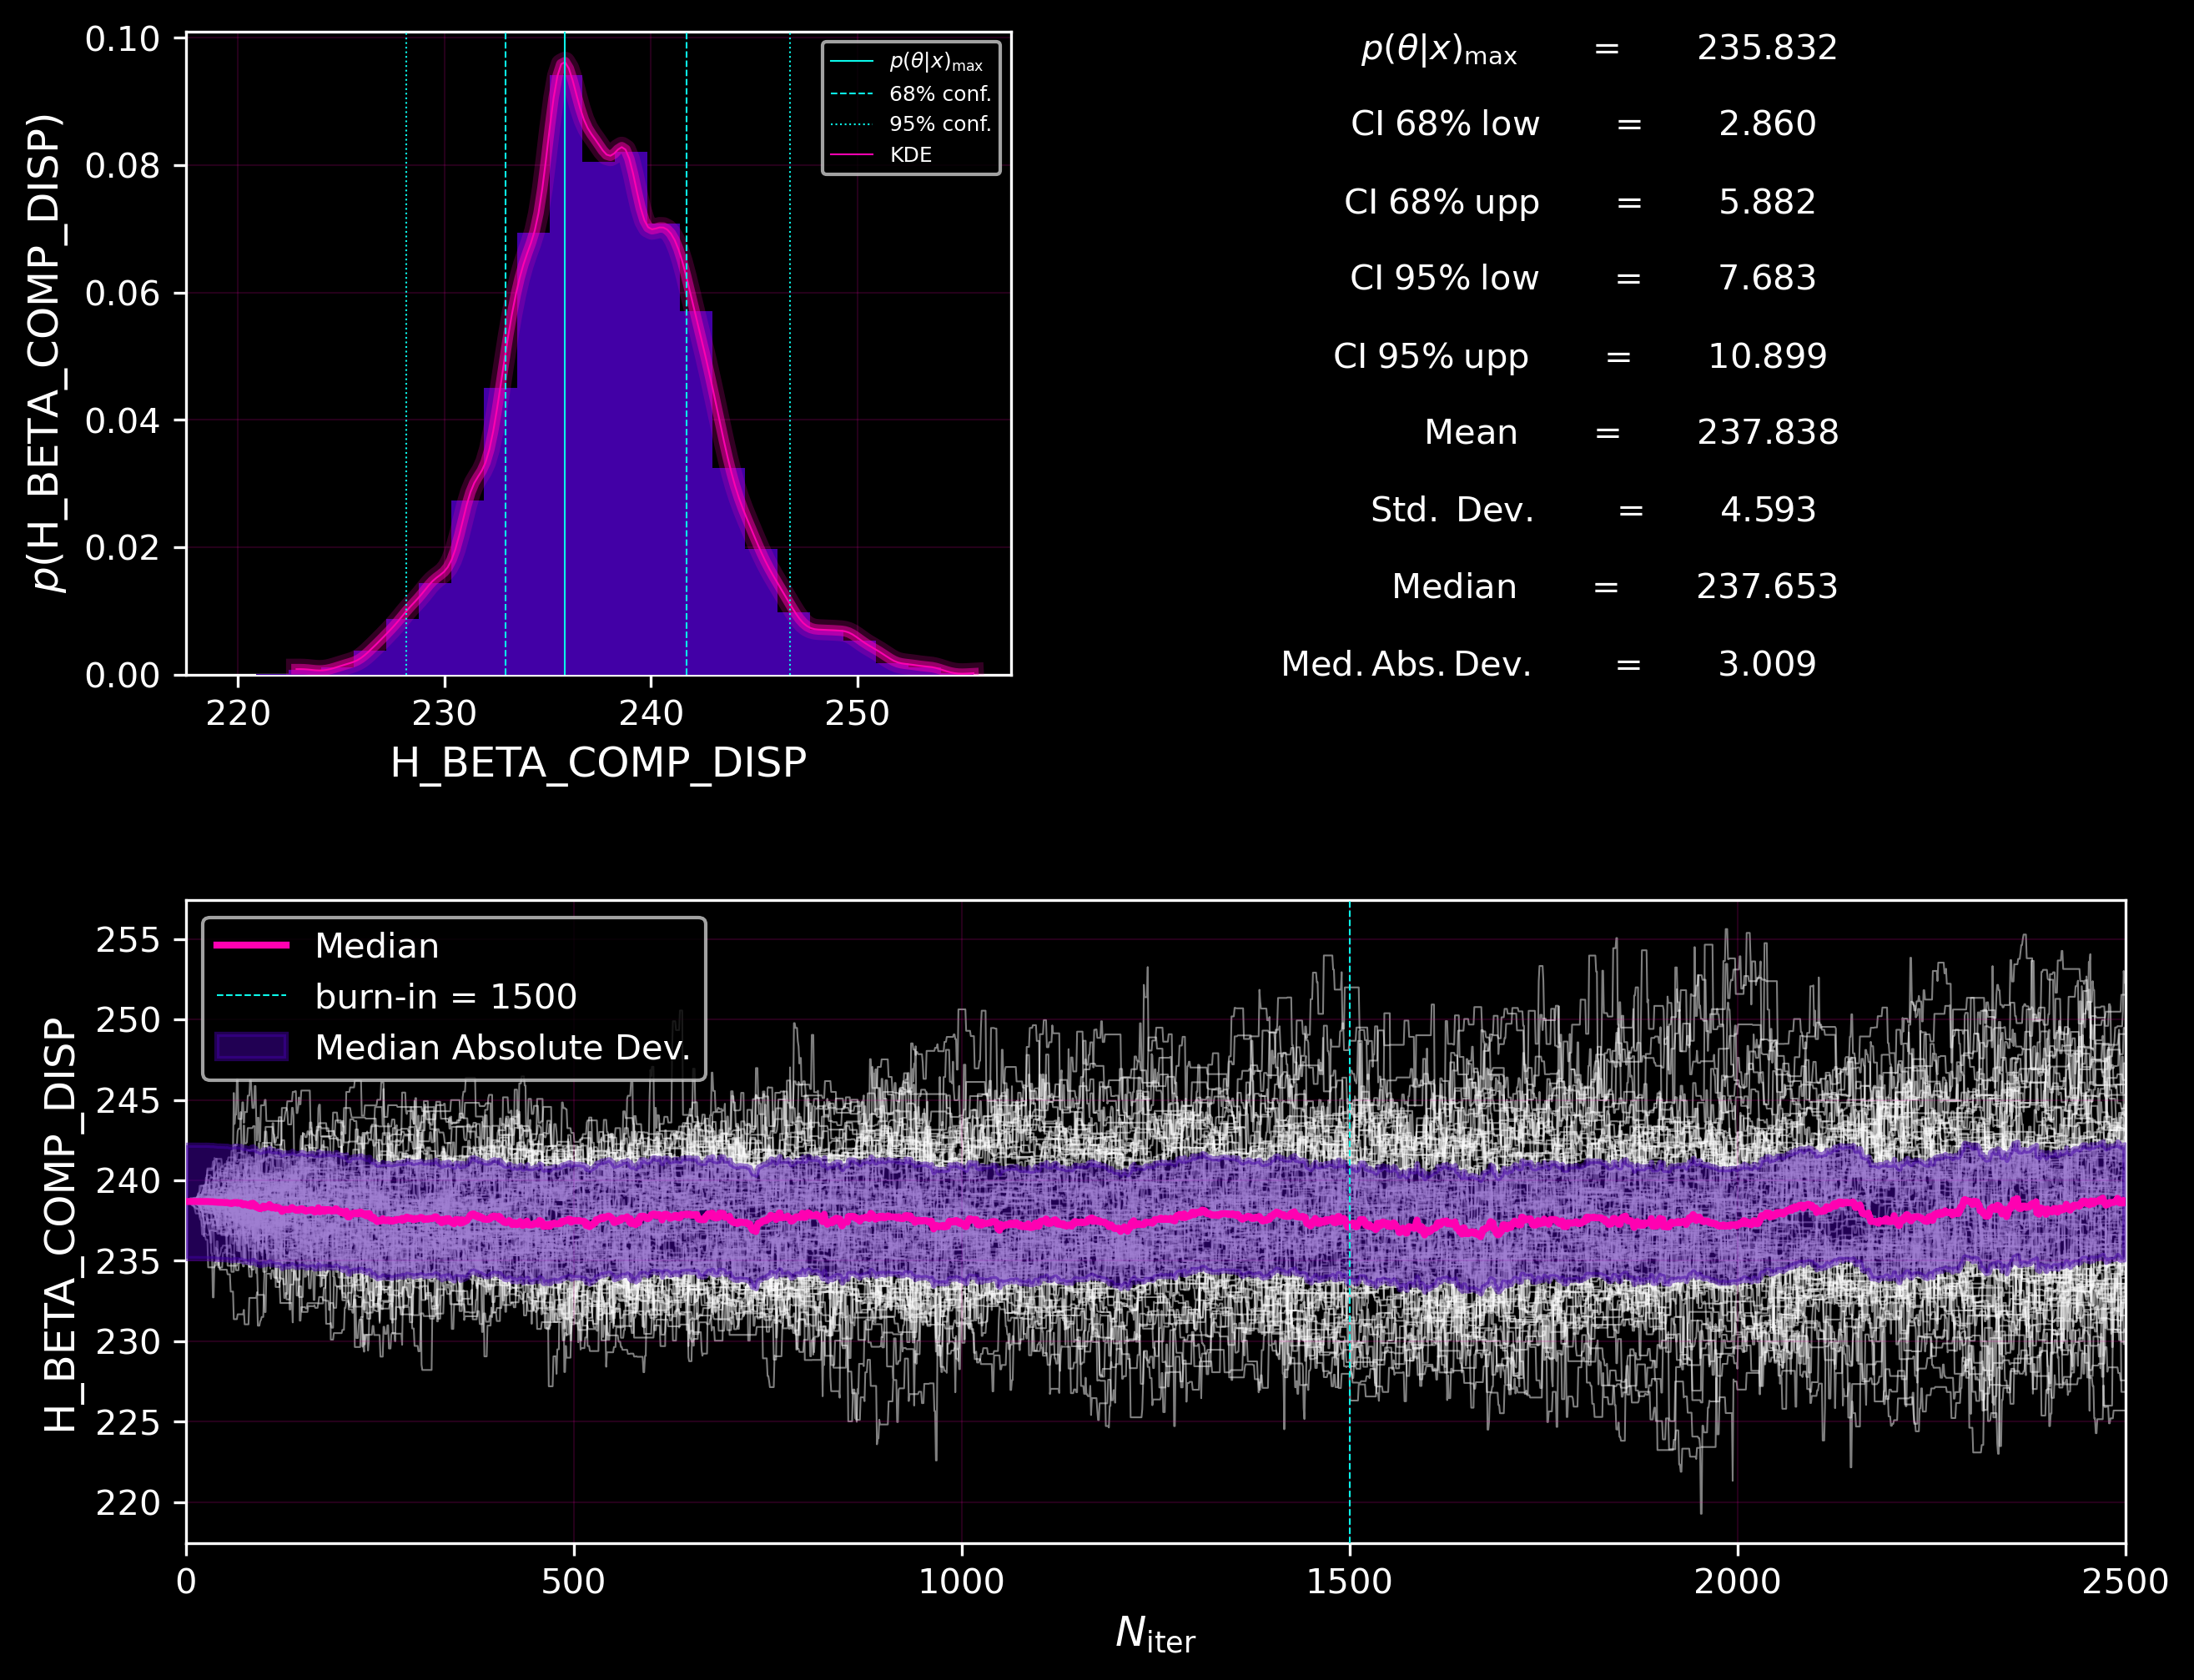 0.10
0.08
0.06
0.04
0.02
0.00
p(H_BETA_COMP_DISP)
220 230 240 250
H_BETA_COMP_DISP
p(θ|x)max
68% conf.
95% conf.
KDE
p(θ|x)max = 235.832
CI 68% low = 2.860
CI 68% upp = 5.882
CI 95% low = 7.683
CI 95% upp = 10.899
Mean = 237.838
Std. Dev. = 4.593
Median = 237.653
Med. Abs. Dev. = 3.009
255
250
245
240
235
230
225
220
H_BETA_COMP_DISP
Median
burn-in = 1500
Median Absolute Dev.
0 500 1000 1500 2000 2500
Niter